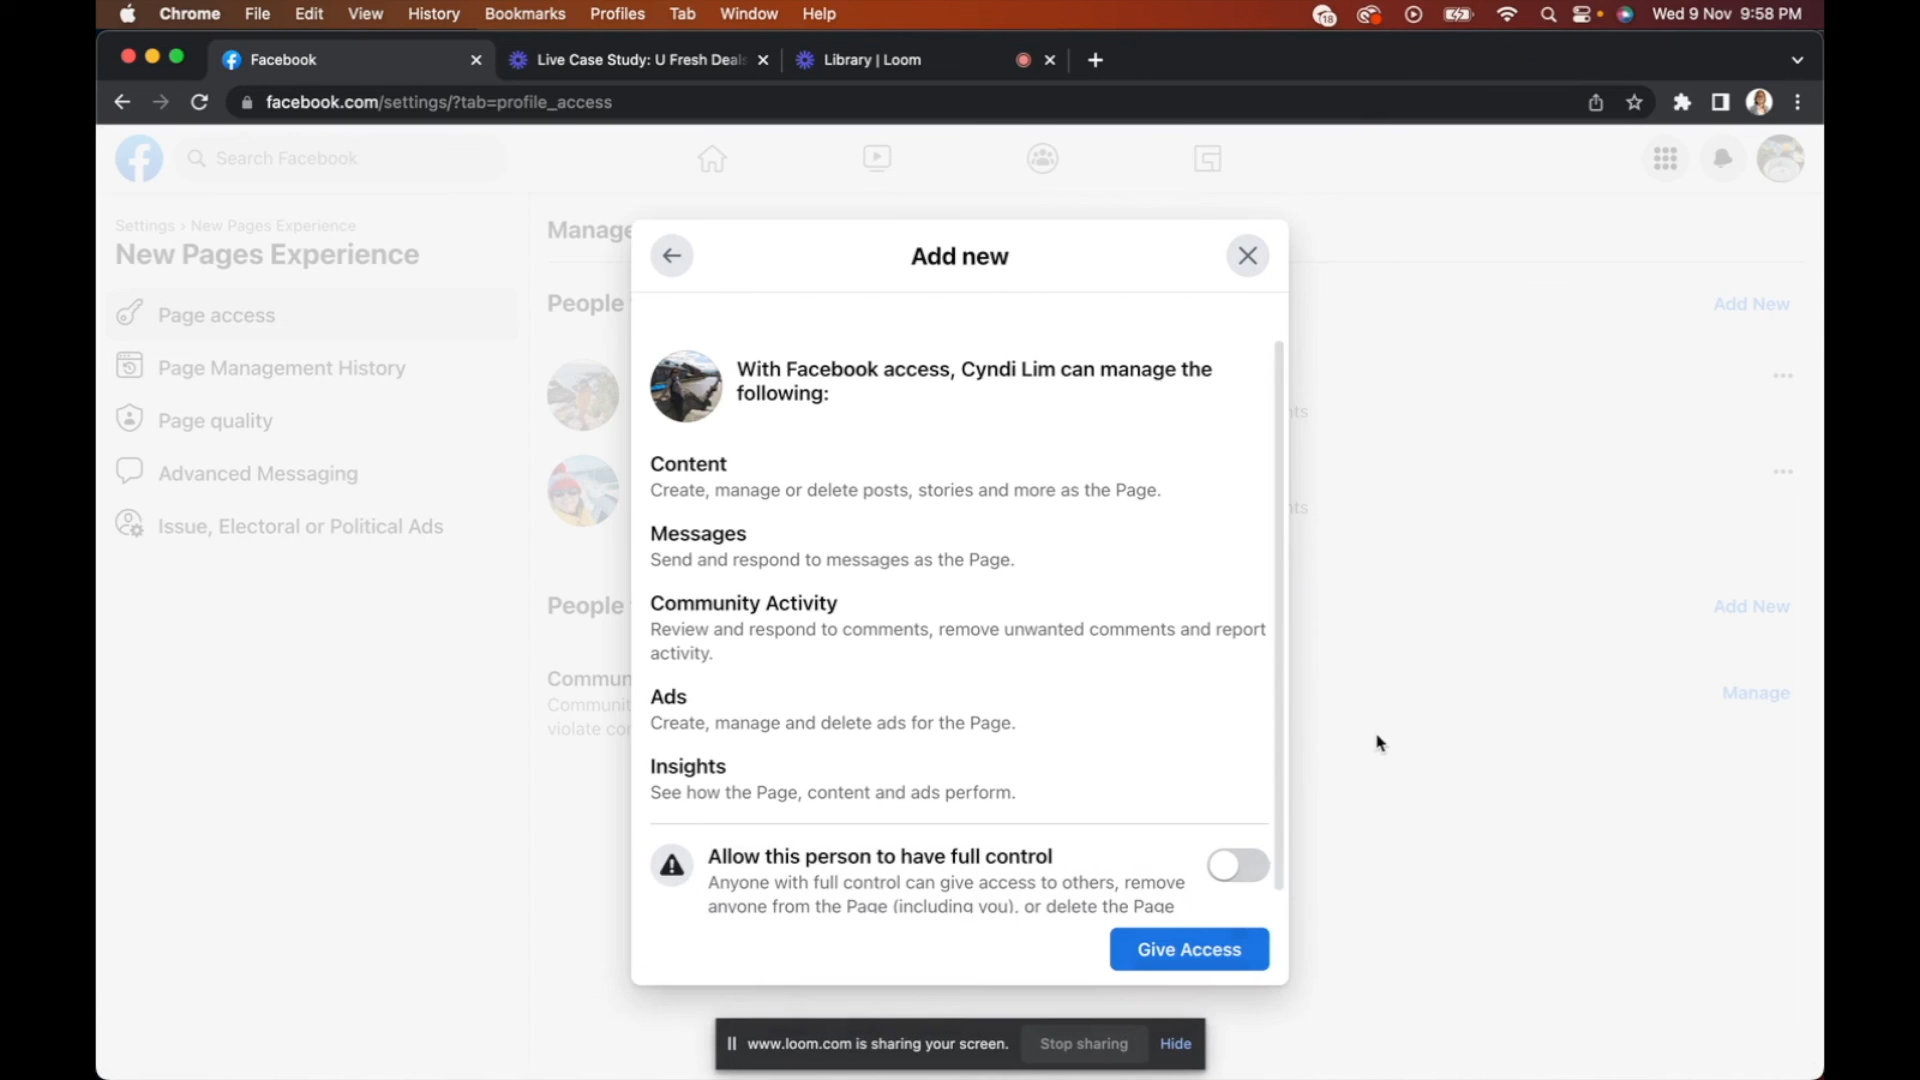 Chrome File Edit View History Bookmarks Profiles Tab Window Help 18 Wed 9 Nov 9:58 PM
Facebook Live Case Study: U Fresh Deals Library | Loom
facebook.com/settings/?tab=profile_access
Search Facebook
Settings › New Pages Experience
New Pages Experience
Page access
Page Management History
Page quality
Advanced Messaging
Issue, Electoral or Political Ads
Manage
People
Add New
ts
ts
People
Add New
Commun
Communit
violate co
Manage
Add new
With Facebook access, Cyndi Lim can manage the
following:
Content
Create, manage or delete posts, stories and more as the Page.
Messages
Send and respond to messages as the Page.
Community Activity
Review and respond to comments, remove unwanted comments and report
activity.
Ads
Create, manage and delete ads for the Page.
Insights
See how the Page, content and ads perform.
Allow this person to have full control
Anyone with full control can give access to others, remove
anyone from the Page (including you), or delete the Page
Give Access
www.loom.com is sharing your screen. Stop sharing Hide